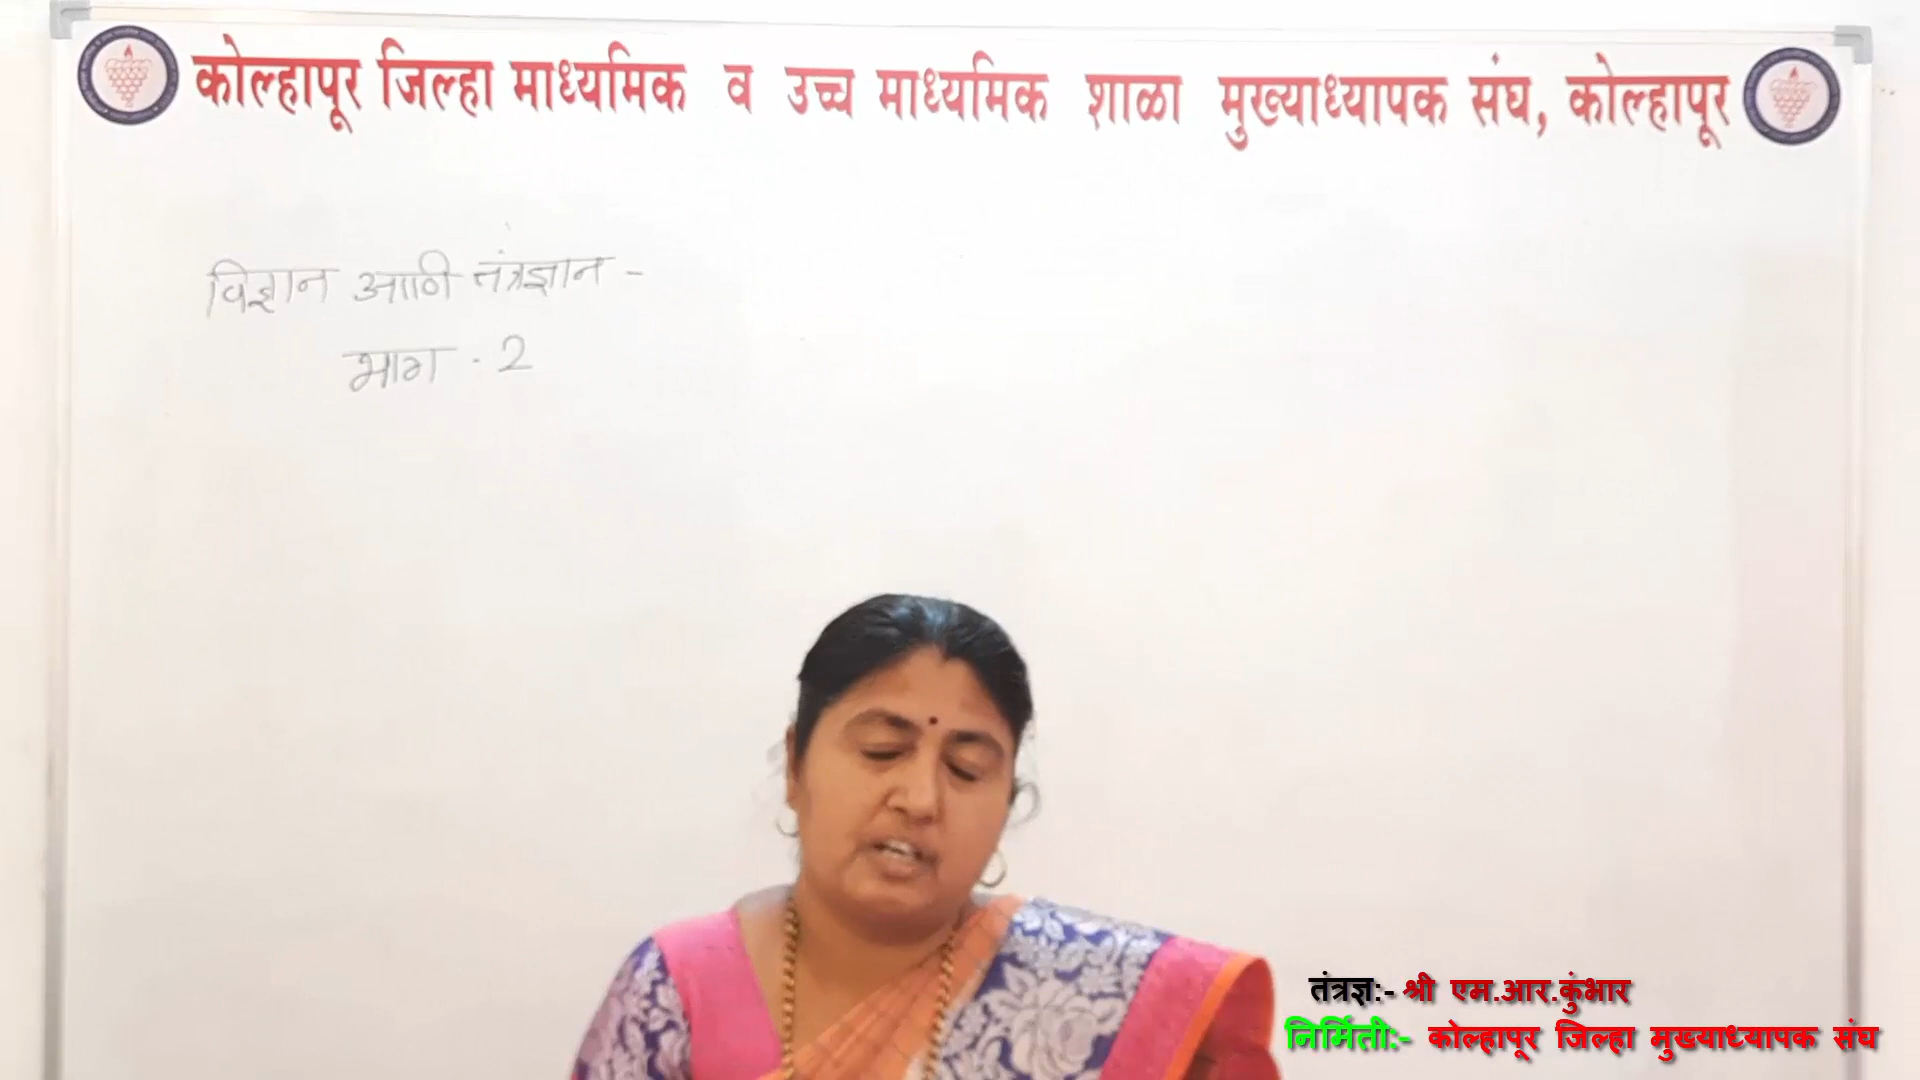 कोल्हापूर जिल्हा माध्यमिक व उच्च माध्यमिक शाळा मुख्याध्यापक संघ, कोल्हापूर
विज्ञान आणि तंत्रज्ञान -
भाग - 2
तंत्रज्ञ:- श्री एम.आर.कुंभार
निर्मिती:- कोल्हापूर जिल्हा मुख्याध्यापक संघ